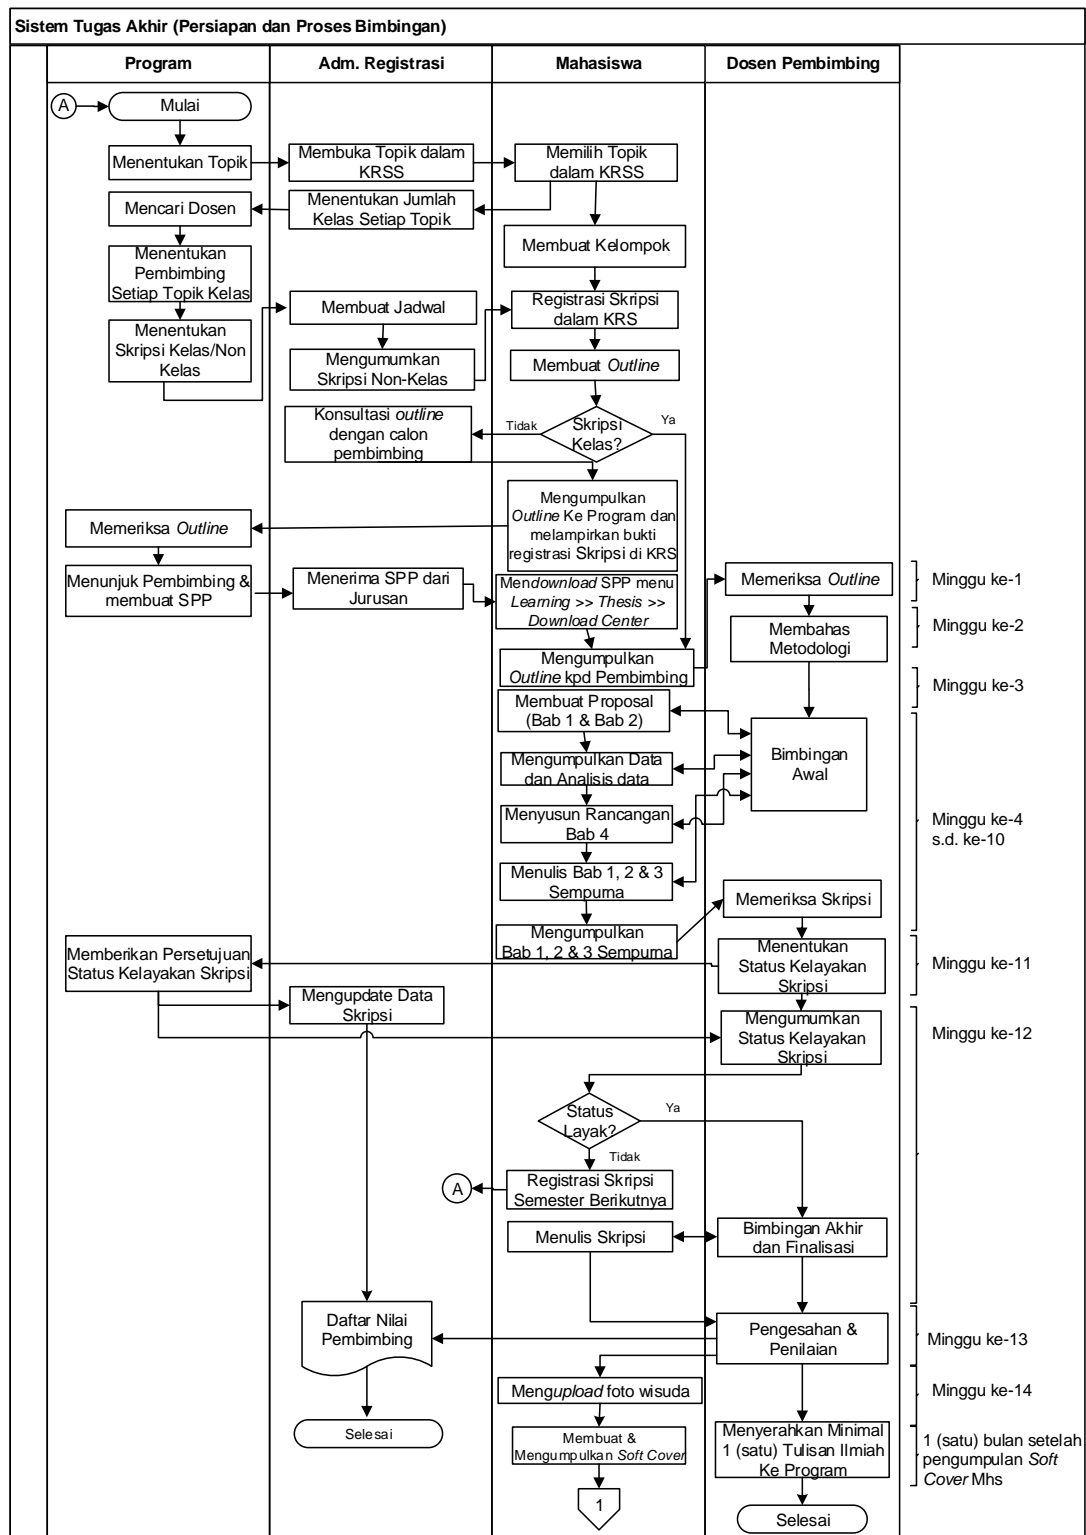 Sistem Tugas Akhir (Persiapan dan Proses Bimbingan)
Program
Adm. Registrasi
Mahasiswa
Dosen Pembimbing
A
Mulai
Menentukan Topik
Membuka Topik dalam
KRSS
Memilih Topik
dalam KRSS
Mencari Dosen
Menentukan Jumlah
Kelas Setiap Topik
Membuat Kelompok
Menentukan
Pembimbing
Setiap Topik Kelas
Membuat Jadwal
Registrasi Skripsi
dalam KRS
Menentukan
Skripsi Kelas/Non
Kelas
Mengumumkan
Skripsi Non-Kelas
Membuat Outline
Konsultasi outline
dengan calon
pembimbing
Tidak
Skripsi
Kelas?
Ya
Mengumpulkan
Outline Ke Program dan
melampirkan bukti
registrasi Skripsi di KRS
Memeriksa Outline
Menunjuk Pembimbing &
membuat SPP
Menerima SPP dari
Jurusan
Mendownload SPP menu
Learning >> Thesis >>
Download Center
Memeriksa Outline
Minggu ke-1
Membahas
Metodologi
Minggu ke-2
Mengumpulkan
Outline kpd Pembimbing
Minggu ke-3
Membuat Proposal
(Bab 1 & Bab 2)
Bimbingan
Awal
Mengumpulkan Data
dan Analisis data
Menyusun Rancangan
Bab 4
Minggu ke-4
s.d. ke-10
Menulis Bab 1, 2 & 3
Sempurna
Memeriksa Skripsi
Mengumpulkan
Bab 1, 2 & 3 Sempurna
Memberikan Persetujuan
Status Kelayakan Skripsi
Menentukan
Status Kelayakan
Skripsi
Minggu ke-11
Mengupdate Data
Skripsi
Mengumumkan
Status Kelayakan
Skripsi
Minggu ke-12
Status
Layak?
Ya
Tidak
A
Registrasi Skripsi
Semester Berikutnya
Menulis Skripsi
Bimbingan Akhir
dan Finalisasi
Daftar Nilai
Pembimbing
Pengesahan &
Penilaian
Minggu ke-13
Mengupload foto wisuda
Minggu ke-14
Selesai
Membuat &
Mengumpulkan Soft Cover
Menyerahkan Minimal
1 (satu) Tulisan Ilmiah
Ke Program
1 (satu) bulan setelah
pengumpulan Soft
Cover Mhs
1
Selesai